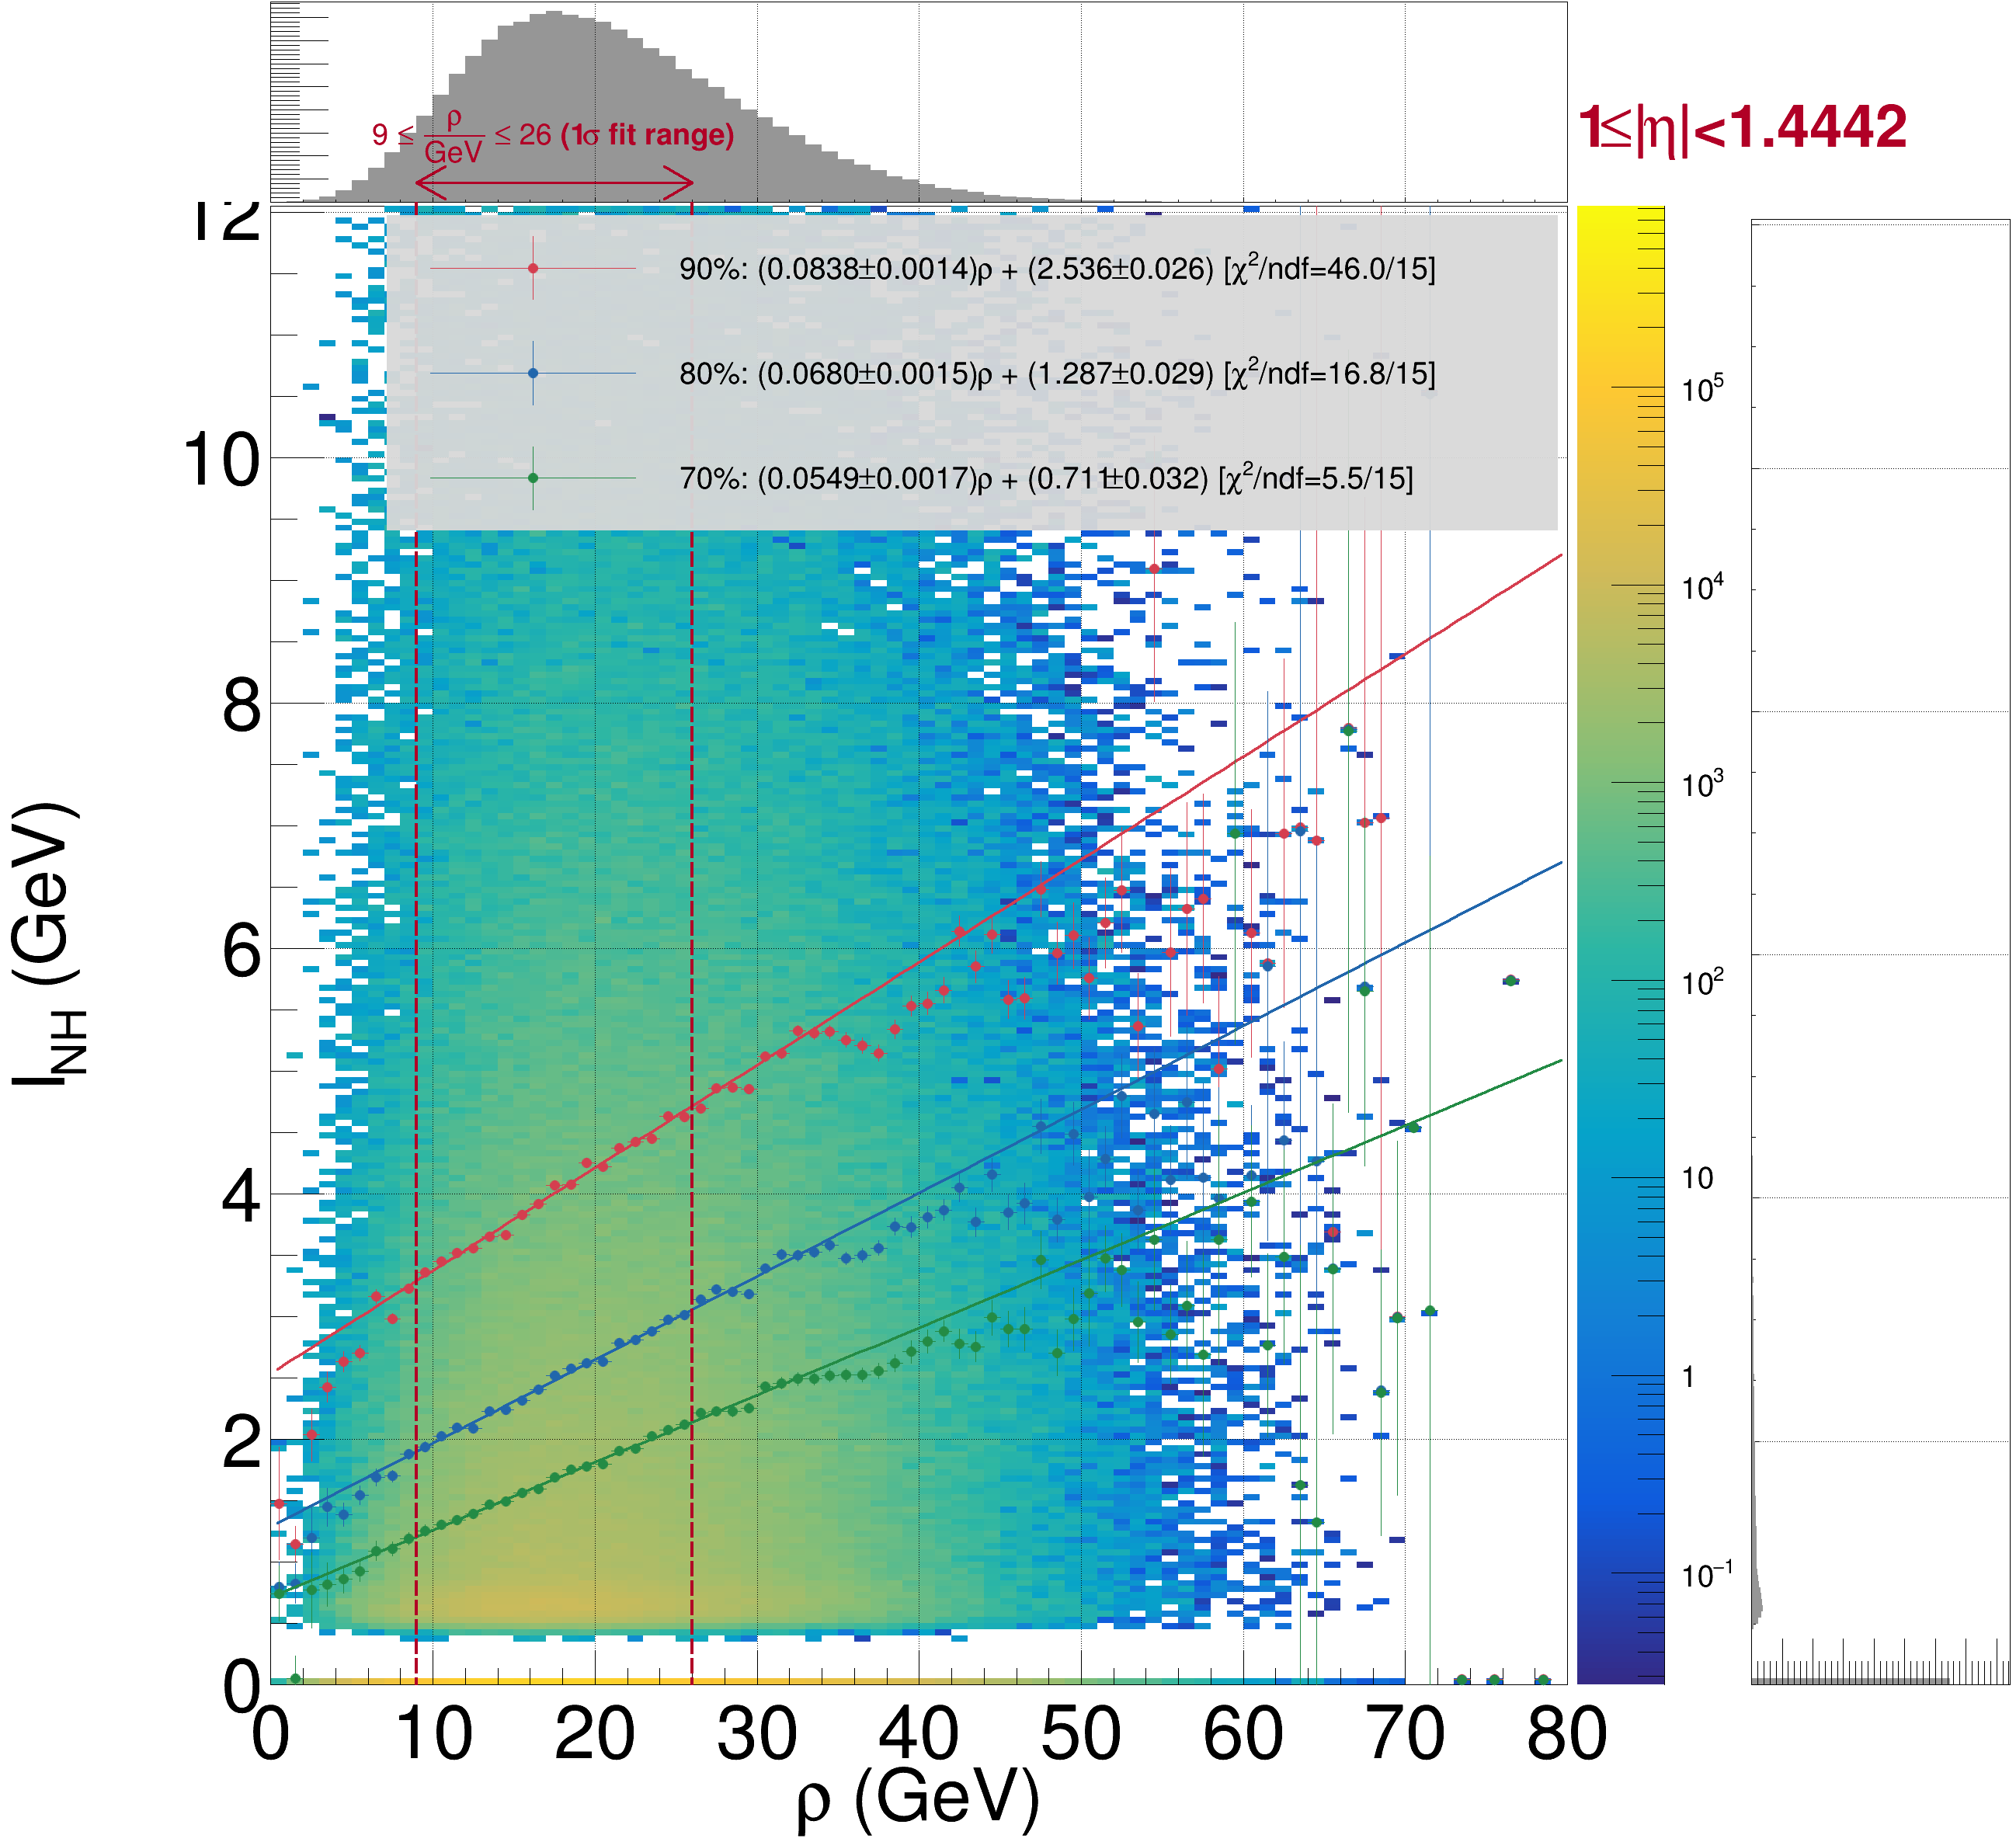 9 ≤ ρ/GeV ≤ 26 (1σ fit range)
1≤|η|<1.4442
90%: (0.0838±0.0014)ρ + (2.536±0.026) [χ²/ndf=46.0/15]
80%: (0.0680±0.0015)ρ + (1.287±0.029) [χ²/ndf=16.8/15]
70%: (0.0549±0.0017)ρ + (0.711±0.032) [χ²/ndf=5.5/15]
12
10
8
6
4
2
0
I_NH (GeV)
0 10 20 30 40 50 60 70 80
ρ (GeV)
10⁵
10⁴
10³
10²
10
1
10⁻¹